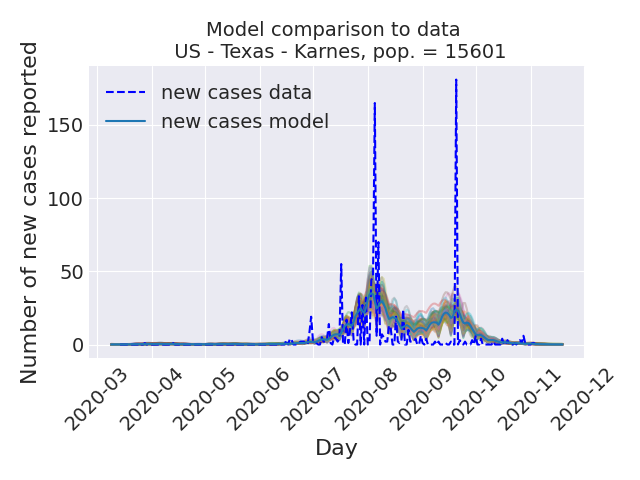 Model comparison to data
US - Texas - Karnes, pop. = 15601
new cases data
new cases model
Number of new cases reported
150
100
50
0
2020-03
2020-04
2020-05
2020-06
2020-07
2020-08
2020-09
2020-10
2020-11
2020-12
Day